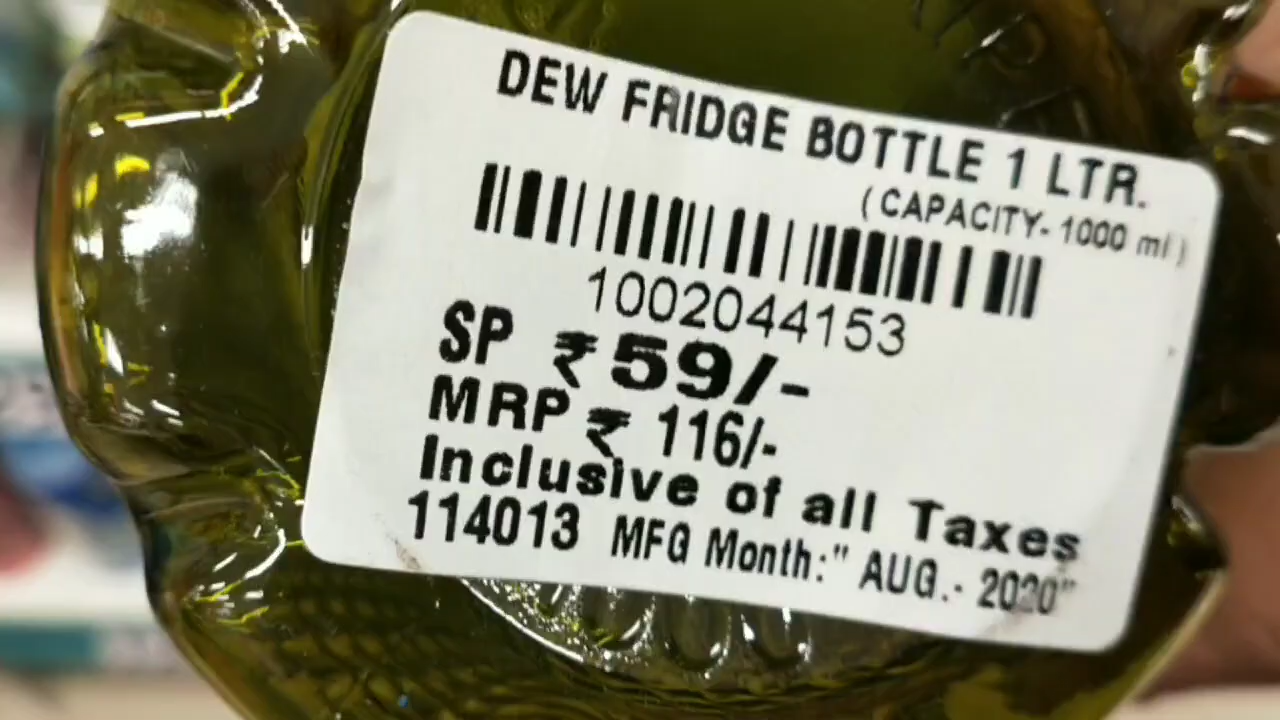 DEW FRIDGE BOTTLE 1 LTR.
(CAPACITY- 1000 ml)
1002044153
SP ₹59/-
MRP ₹ 116/-
Inclusive of all Taxes
114013 MFG Month:" AUG.- 2020"